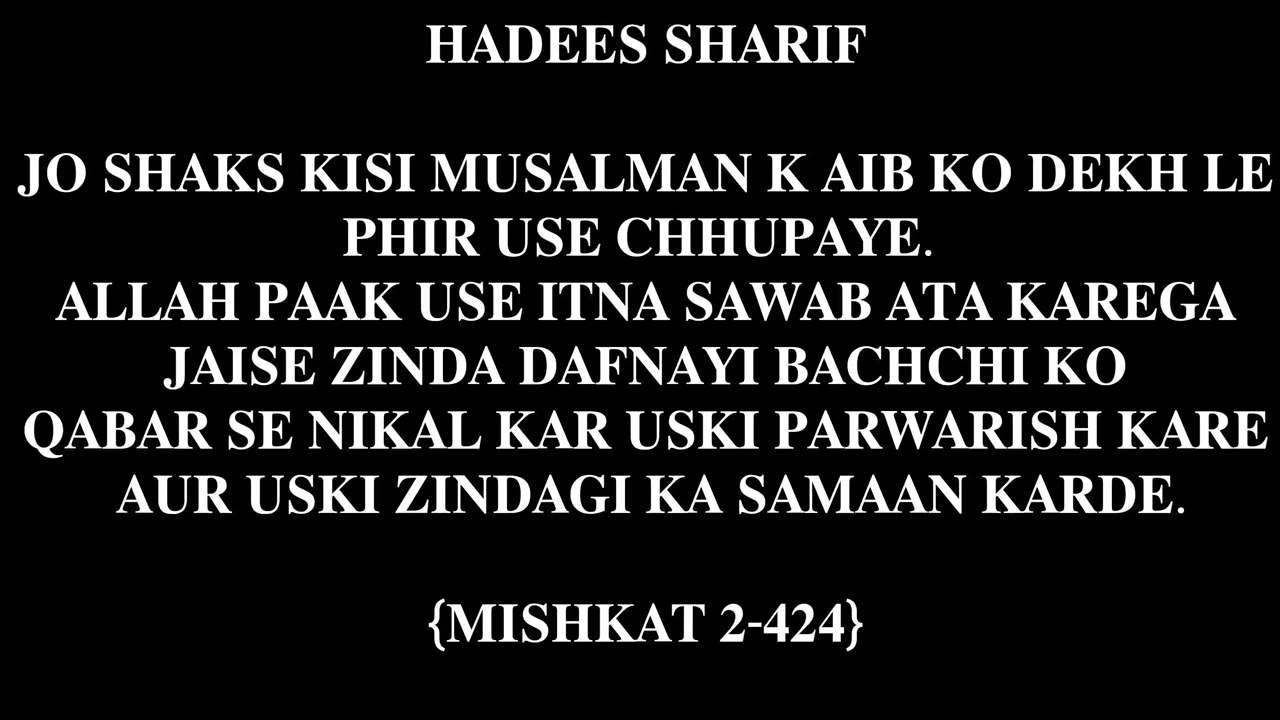 HADEES SHARIF
JO SHAKS KISI MUSALMAN K AIB KO DEKH LE
PHIR USE CHHUPAYE.
ALLAH PAAK USE ITNA SAWAB ATA KAREGA
JAISE ZINDA DAFNAYI BACHCHI KO
QABAR SE NIKAL KAR USKI PARWARISH KARE
AUR USKI ZINDAGI KA SAMAAN KARDE.
{MISHKAT 2-424}